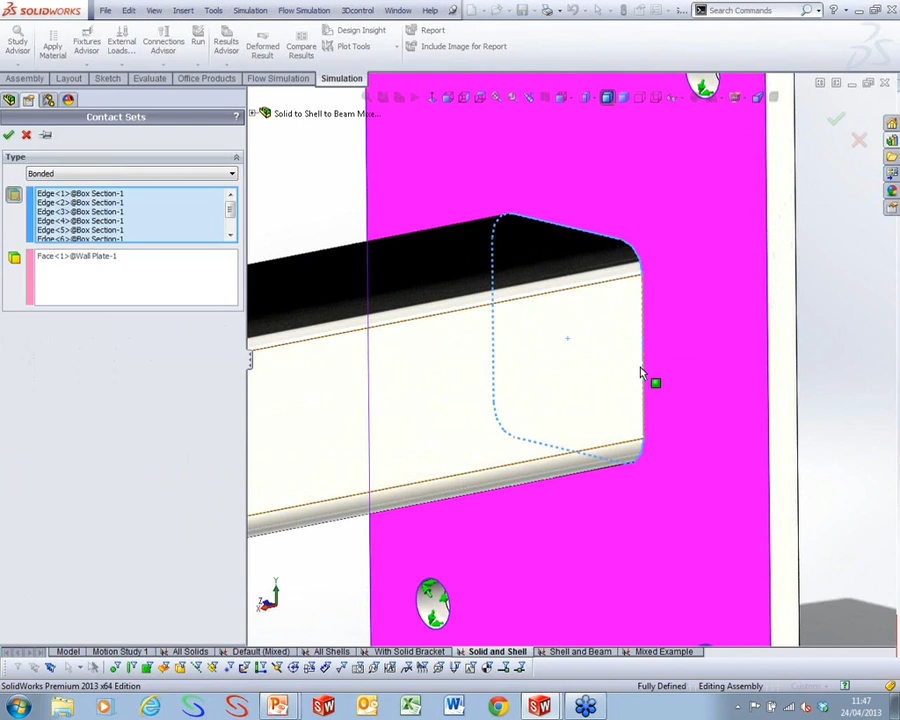 SOLIDWORKS File Edit View Insert Tools Simulation Flow Simulation 3Dcontrol Window Help Search Commands
Study Advisor
Apply Material
Fixtures Advisor
External Loads...
Connections Advisor
Run
Results Advisor
Deformed Result
Compare Results
Design Insight
Plot Tools
Report
Include Image for Report
Assembly Layout Sketch Evaluate Office Products Flow Simulation Simulation
Solid to Shell to Beam Mixe...
Contact Sets ?
Type
Bonded
Edge<1>@Box Section-1
Edge<2>@Box Section-1
Edge<3>@Box Section-1
Edge<4>@Box Section-1
Edge<5>@Box Section-1
Edge<6>@Box Section-1
Face<1>@Wall Plate-1
Y
Z
X
Model Motion Study 1 All Solids Default (Mixed) All Shells With Solid Bracket Solid and Shell Shell and Beam Mixed Example
SolidWorks Premium 2013 x64 Edition Fully Defined Editing Assembly Custom
11:47
24/04/2013